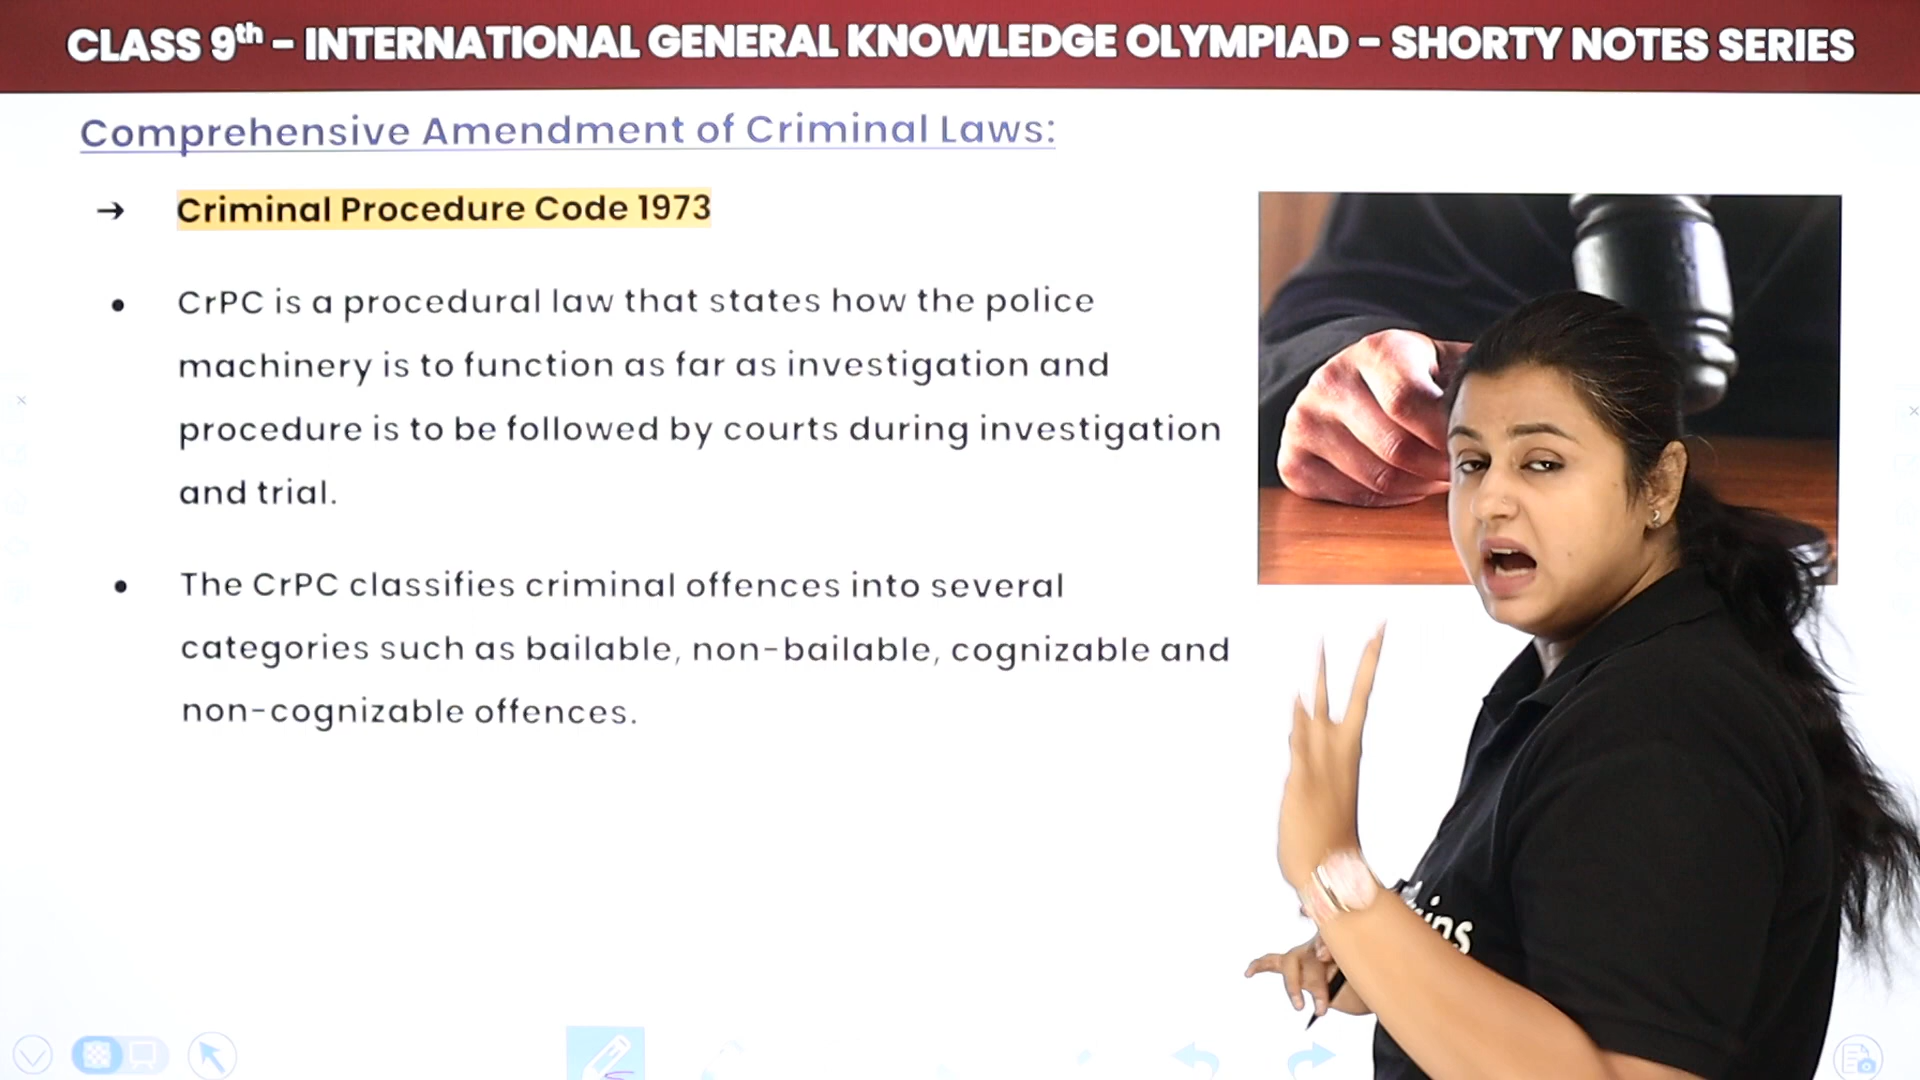 CLASS 9th - INTERNATIONAL GENERAL KNOWLEDGE OLYMPIAD - SHORTY NOTES SERIES
Comprehensive Amendment of Criminal Laws:
→ Criminal Procedure Code 1973
• CrPC is a procedural law that states how the police
machinery is to function as far as investigation and
procedure is to be followed by courts during investigation
and trial.
• The CrPC classifies criminal offences into several
categories such as bailable, non-bailable, cognizable and
non-cognizable offences.